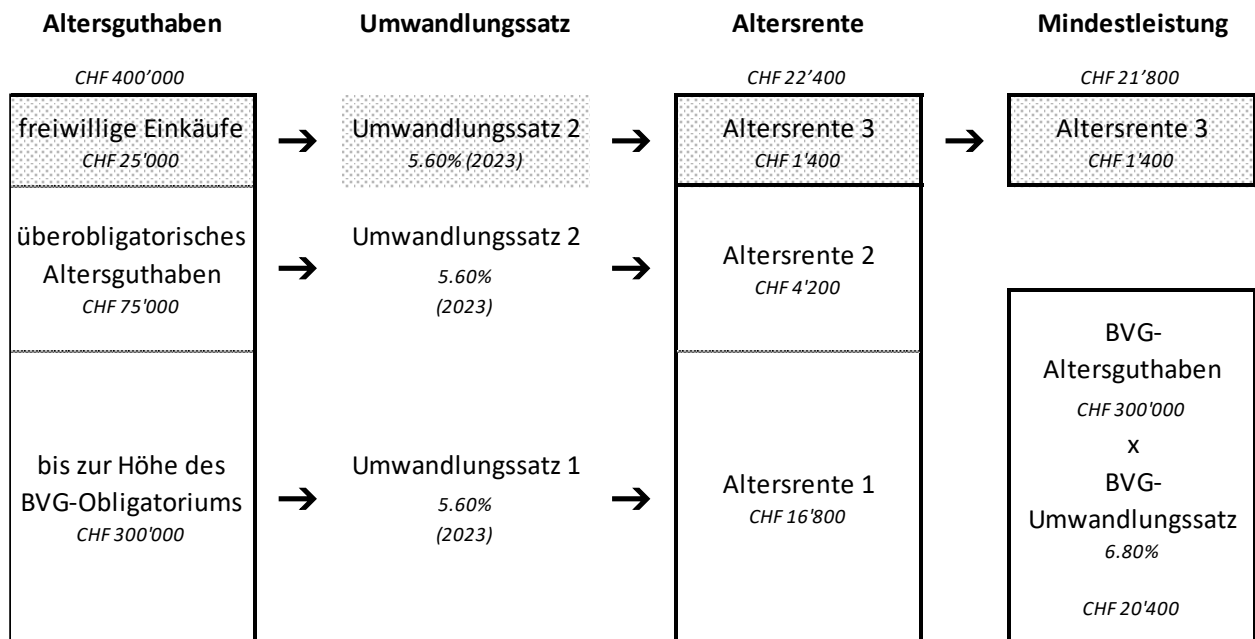 Altersguthaben
Umwandlungssatz
Altersrente
Mindestleistung
CHF 400’000
CHF 22’400
CHF 21’800
freiwillige Einkäufe
CHF 25'000
→
Umwandlungssatz 2
5.60% (2023)
→
Altersrente 3
CHF 1'400
→
Altersrente 3
CHF 1'400
überobligatorisches
Altersguthaben
CHF 75'000
→
Umwandlungssatz 2
5.60%
(2023)
→
Altersrente 2
CHF 4'200
bis zur Höhe des
BVG-Obligatoriums
CHF 300'000
→
Umwandlungssatz 1
5.60%
(2023)
→
Altersrente 1
CHF 16'800
BVG-
Altersguthaben
CHF 300'000
x
BVG-
Umwandlungssatz
6.80%
CHF 20'400